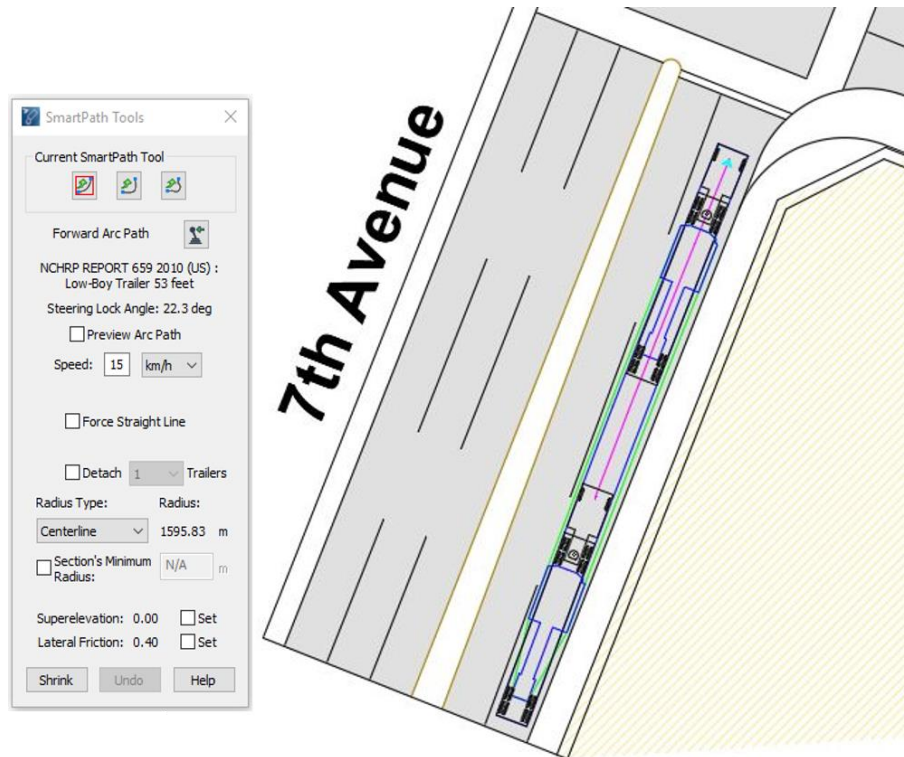 SmartPath Tools
Current SmartPath Tool
Forward Arc Path
NCHRP REPORT 659 2010 (US) :
Low-Boy Trailer 53 feet
Steering Lock Angle: 22.3 deg
Preview Arc Path
Speed: 15 km/h
Force Straight Line
Detach 1 Trailers
Radius Type: Radius:
Centerline 1595.83 m
Section's Minimum
Radius: N/A m
Superelevation: 0.00 Set
Lateral Friction: 0.40 Set
Shrink Undo Help
7th Avenue